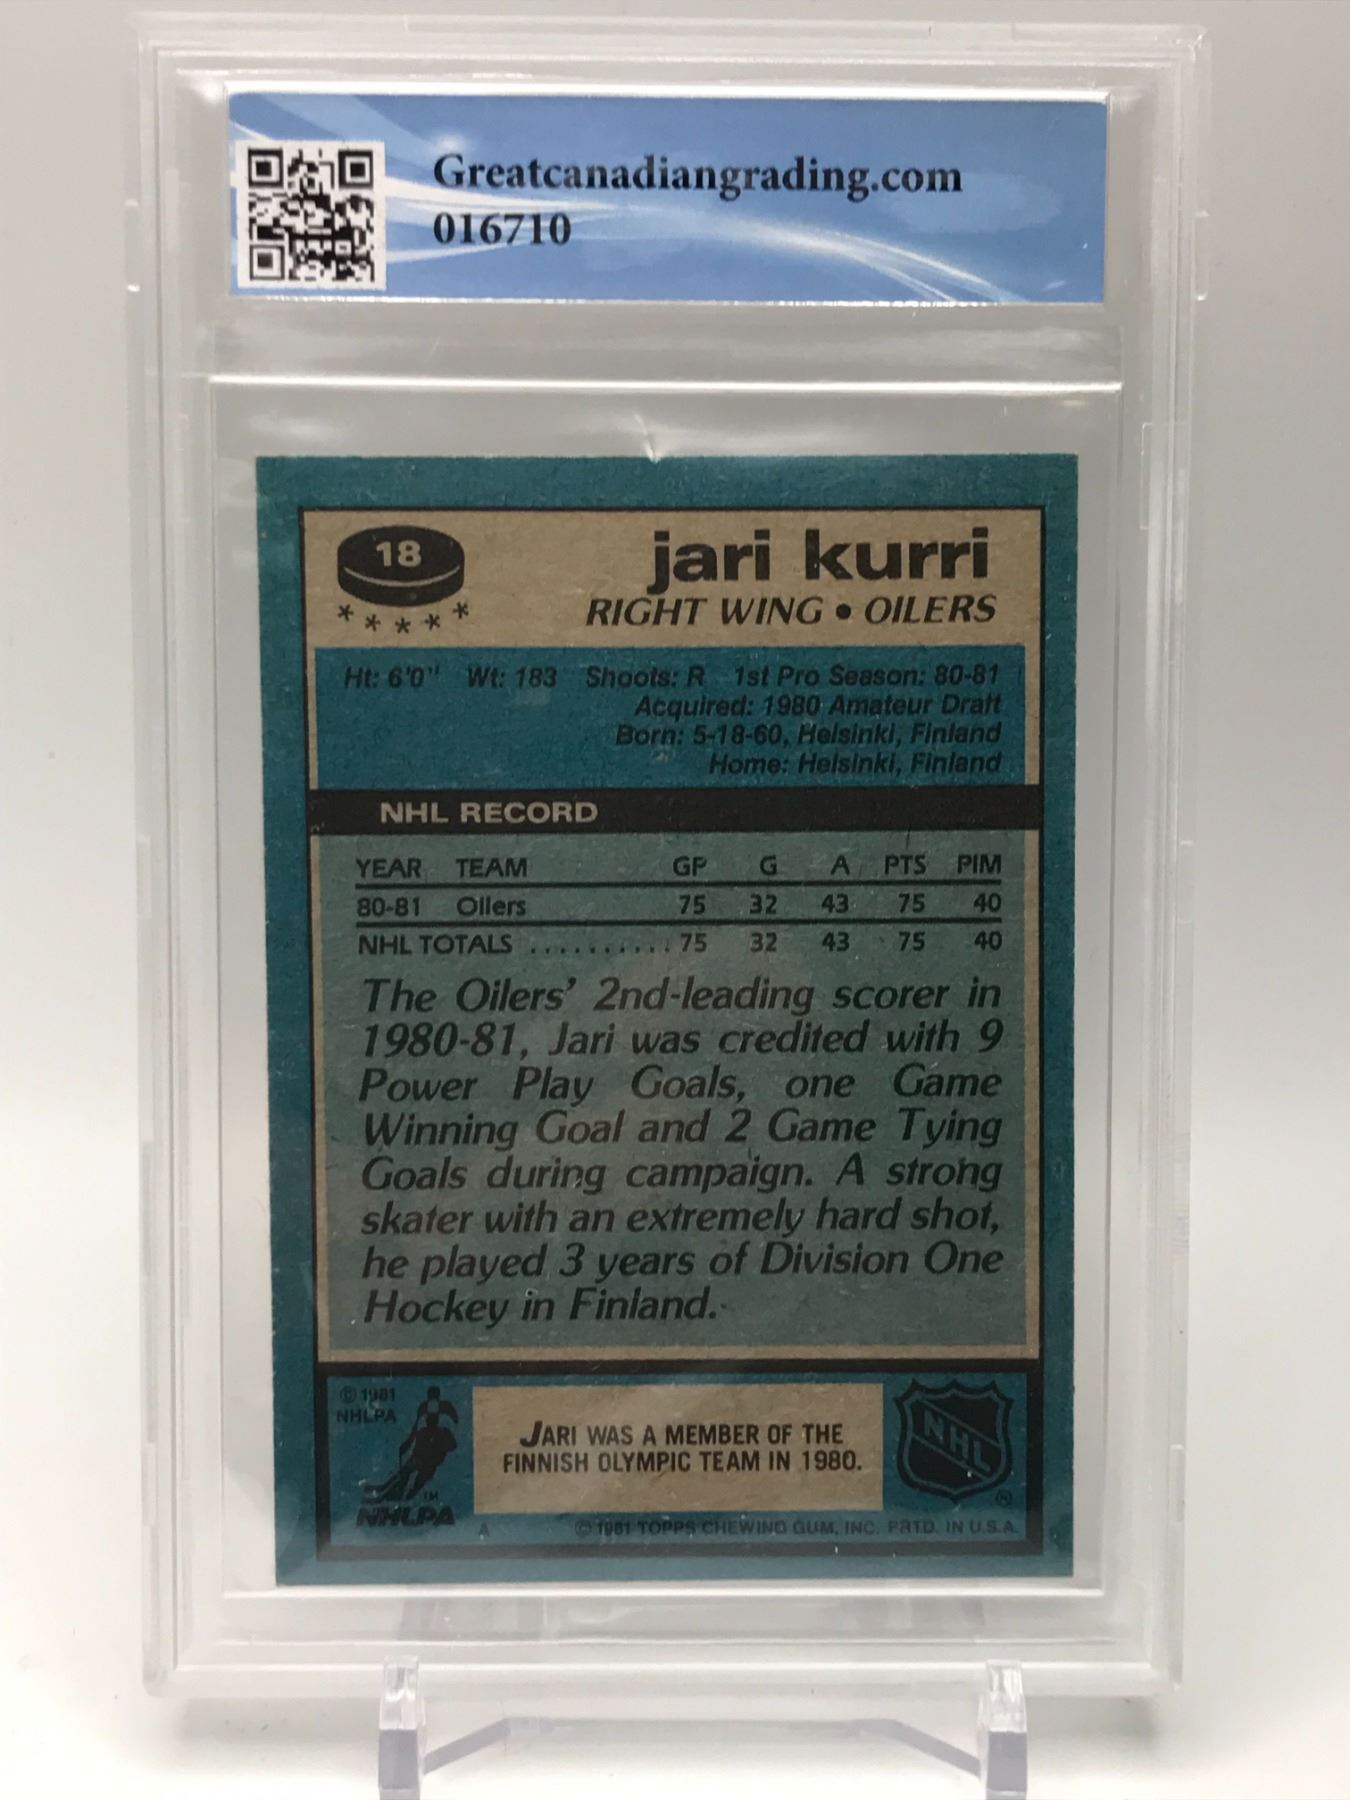 Greatcanadiangrading.com
016710
18
jari kurri
RIGHT WING • OILERS
Ht: 6'0" Wt: 183 Shoots: R 1st Pro Season: 80-81
Acquired: 1980 Amateur Draft
Born: 5-18-60, Helsinki, Finland
Home: Helsinki, Finland
NHL RECORD
YEAR TEAM GP G A PTS PIM
80-81 Oilers 75 32 43 75 40
NHL TOTALS .......... 75 32 43 75 40
The Oilers' 2nd-leading scorer in
1980-81, Jari was credited with 9
Power Play Goals, one Game
Winning Goal and 2 Game Tying
Goals during campaign. A strong
skater with an extremely hard shot,
he played 3 years of Division One
Hockey in Finland.
© 1981
NHLPA
JARI WAS A MEMBER OF THE
FINNISH OLYMPIC TEAM IN 1980.
NHL
®
TM
NHLPA
A © 1981 TOPPS CHEWING GUM, INC. PRTD. IN U.S.A.